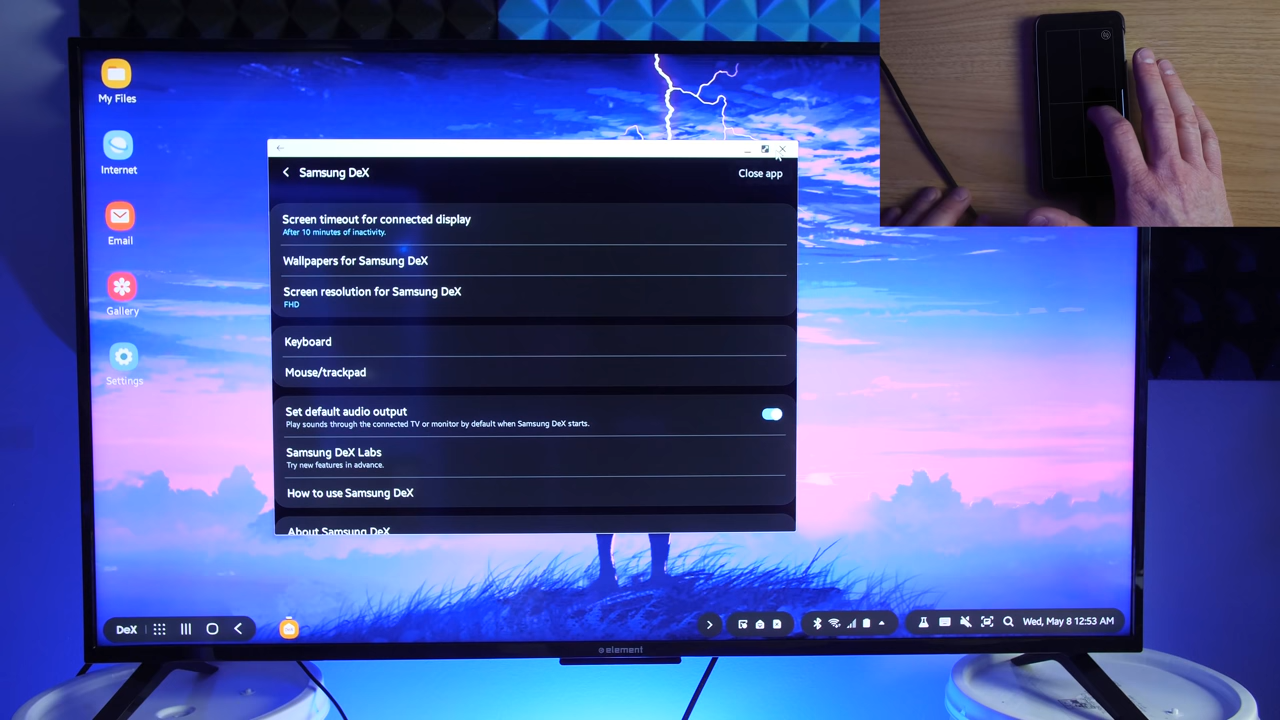 My Files
Internet
Email
Gallery
Settings
Samsung DeX
Close app
Screen timeout for connected display
After 10 minutes of inactivity.
Wallpapers for Samsung DeX
Screen resolution for Samsung DeX
FHD
Keyboard
Mouse/trackpad
Set default audio output
Play sounds through the connected TV or monitor by default when Samsung DeX starts.
Samsung DeX Labs
Try new features in advance.
How to use Samsung DeX
About Samsung DeX
DeX
Wed, May 8 12:53 AM
element